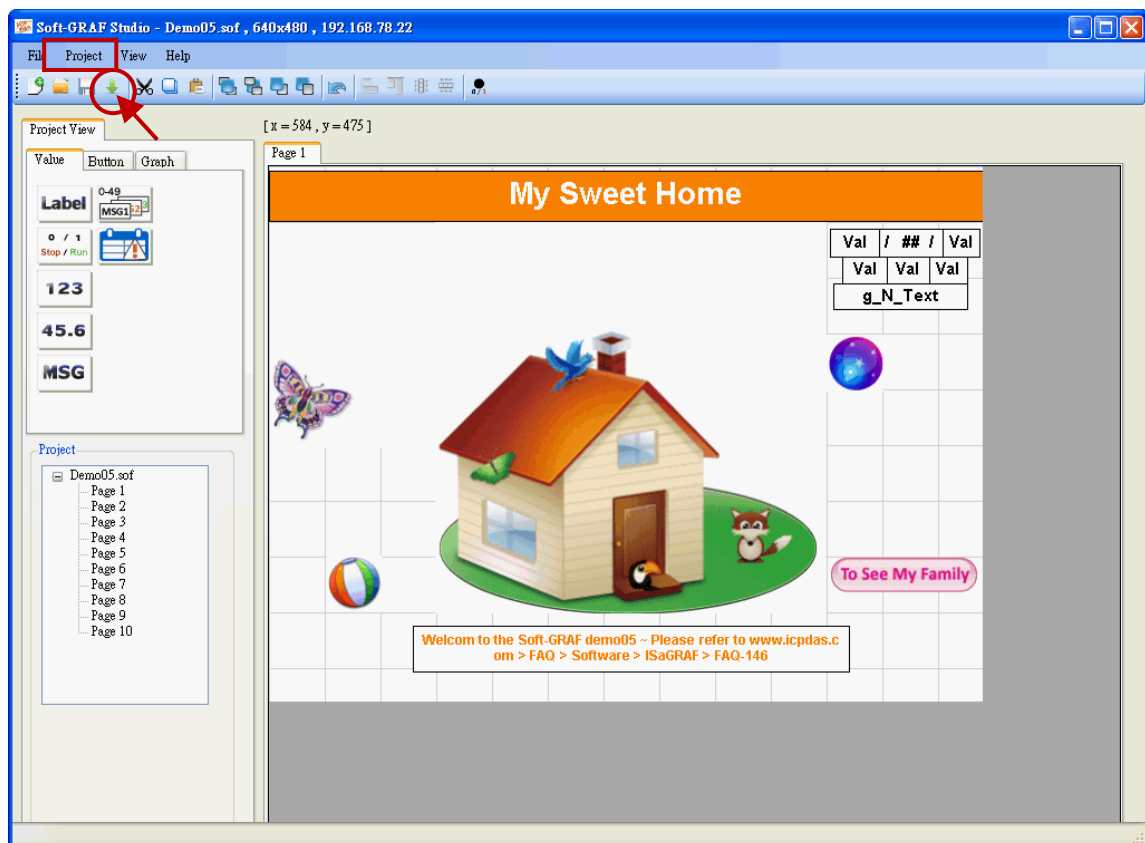 Soft-GRAF Studio - Demo05.sof , 640x480 , 192.168.78.22
Fil Project View Help
[ x = 584 , y = 475 ]
Project View
Page 1
Value Button Graph
Label
0-49
MSG1
0 / 1
Stop / Run
123
45.6
MSG
My Sweet Home
Val / ## / Val
Val Val Val
g_N_Text
To See My Family
Welcom to the Soft-GRAF demo05 ~ Please refer to www.icpdas.c
om > FAQ > Software > ISaGRAF > FAQ-146
Project
Demo05.sof
Page 1
Page 2
Page 3
Page 4
Page 5
Page 6
Page 7
Page 8
Page 9
Page 10